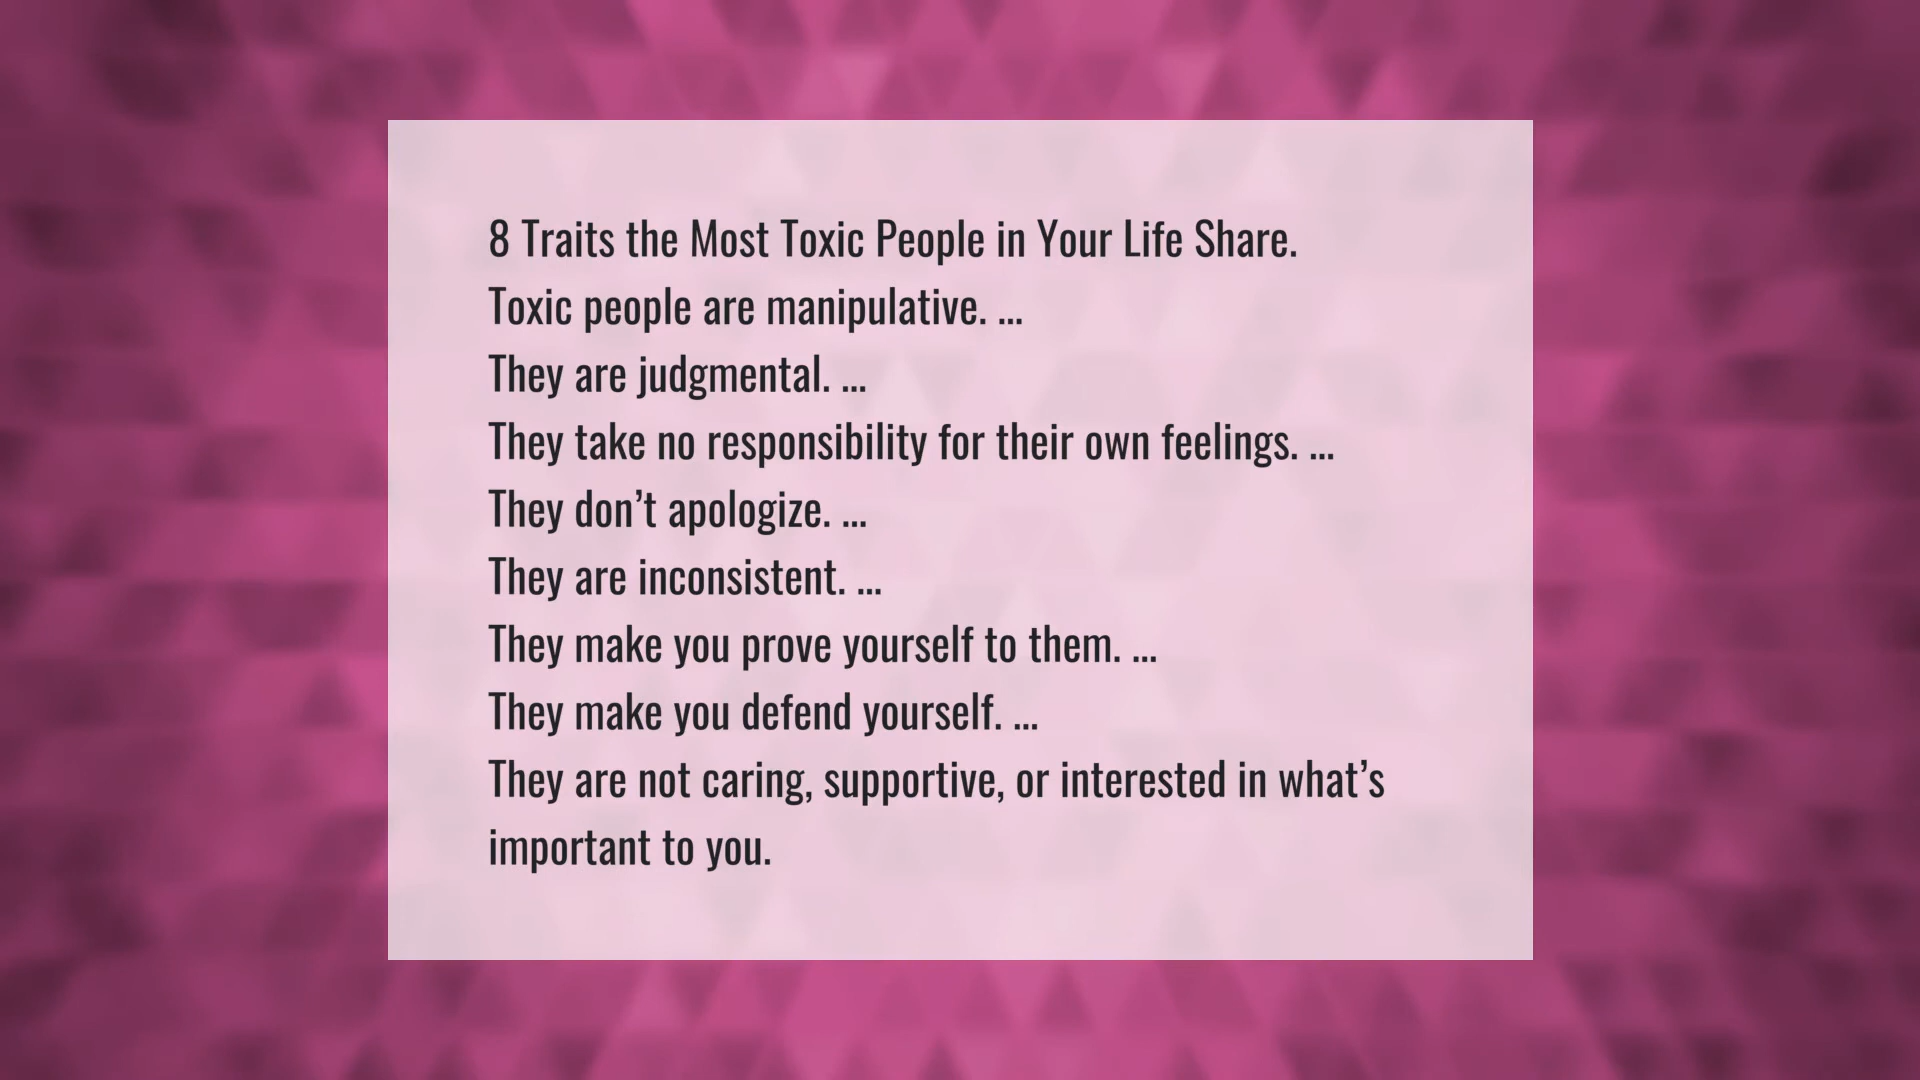 8 Traits the Most Toxic People in Your Life Share.
Toxic people are manipulative. ...
They are judgmental. ...
They take no responsibility for their own feelings. ...
They don’t apologize. ...
They are inconsistent. ...
They make you prove yourself to them. ...
They make you defend yourself. ...
They are not caring, supportive, or interested in what’s
important to you.